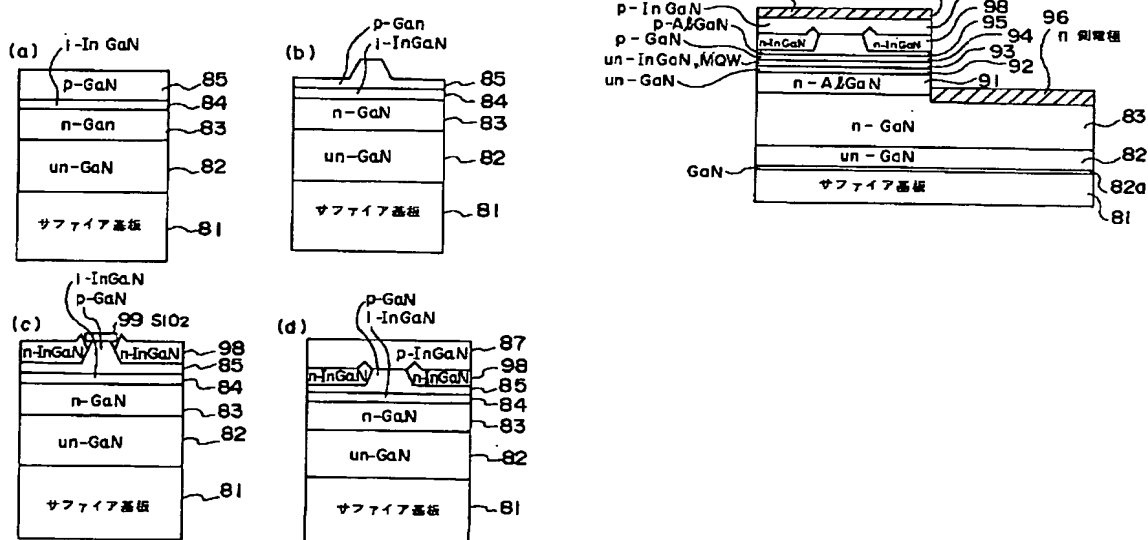 (a)
i-InGaN
p-GaN
85
84
n-Gan
83
un-GaN
82
サファイア基板
81
(b)
p-Gan
i-InGaN
85
84
n-GaN
83
un-GaN
82
サファイア基板
81
(c)
i-InGaN
p-GaN
99 SiO2
n-InGaN
n-InGaN
98
85
84
n-GaN
83
un-GaN
82
サファイア基板
81
(d)
p-GaN
i-InGaN
87
p-InGaN
n-InGaN
n-InGaN
98
85
84
n-GaN
83
un-GaN
82
サファイア基板
81
p-InGaN
98
p-AlGaN
95
96
n-InGaN
n-InGaN
94
n側電極
p-GaN
93
un-InGaN,MQW
92
un-GaN
n-AlGaN
91
n-GaN
83
un-GaN
82
GaN
82a
サファイア基板
81